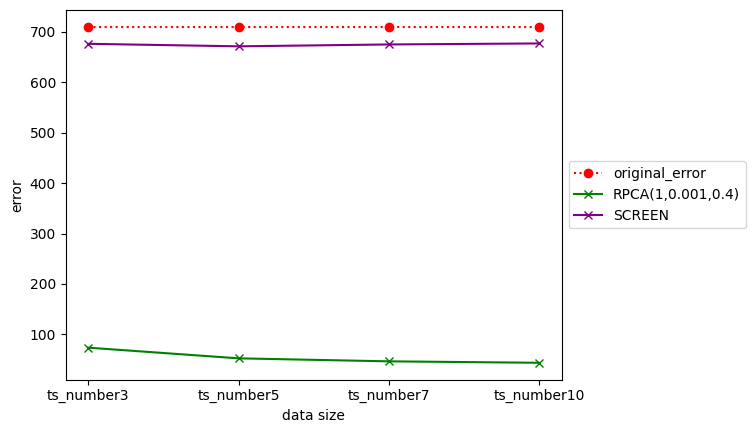 700
600
500
400
300
200
100
error
ts_number3
ts_number5
ts_number7
ts_number10
data size
original_error
RPCA(1,0.001,0.4)
SCREEN